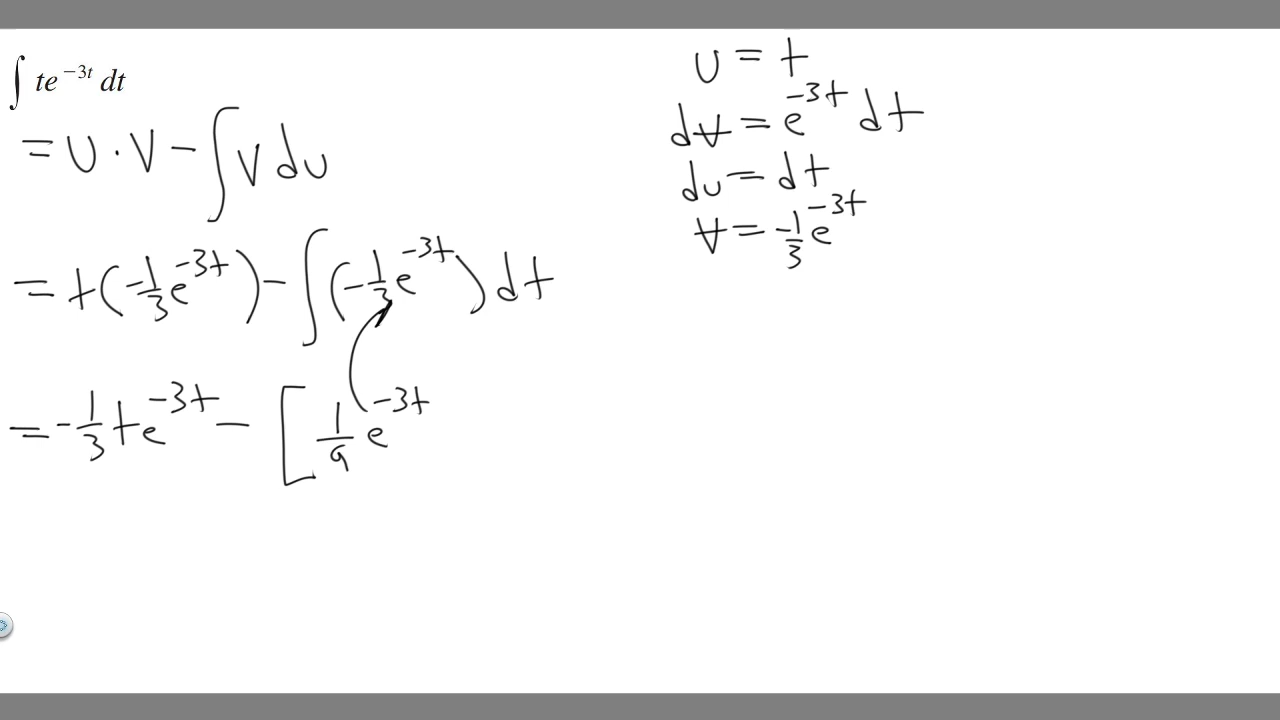 ∫ te⁻³ᵗ dt
= u · v − ∫ v du
= t(−1/3 e⁻³ᵗ) − ∫ (−1/3 e⁻³ᵗ) dt
= −1/3 te⁻³ᵗ − [1/9 e⁻³ᵗ
u = t
dv = e⁻³ᵗ dt
du = dt
v = −1/3 e⁻³ᵗ